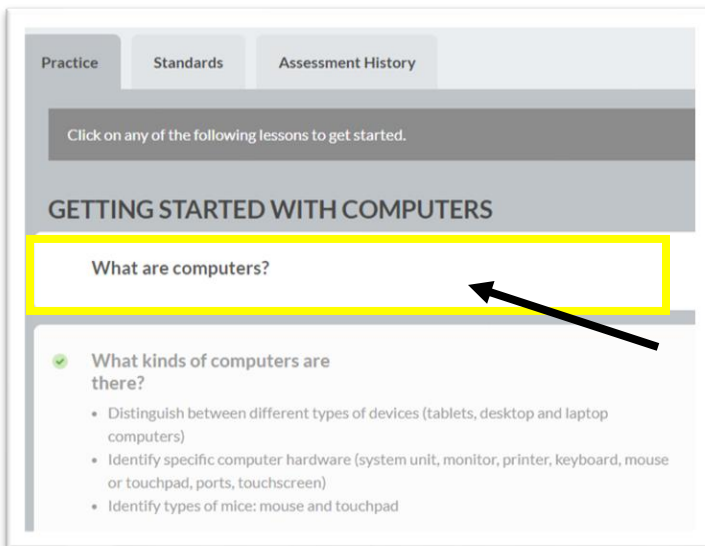 Practice Standards Assessment History
Click on any of the following lessons to get started.
GETTING STARTED WITH COMPUTERS
What are computers?
What kinds of computers are
there?
• Distinguish between different types of devices (tablets, desktop and laptop
computers)
• Identify specific computer hardware (system unit, monitor, printer, keyboard, mouse
or touchpad, ports, touchscreen)
• Identify types of mice: mouse and touchpad